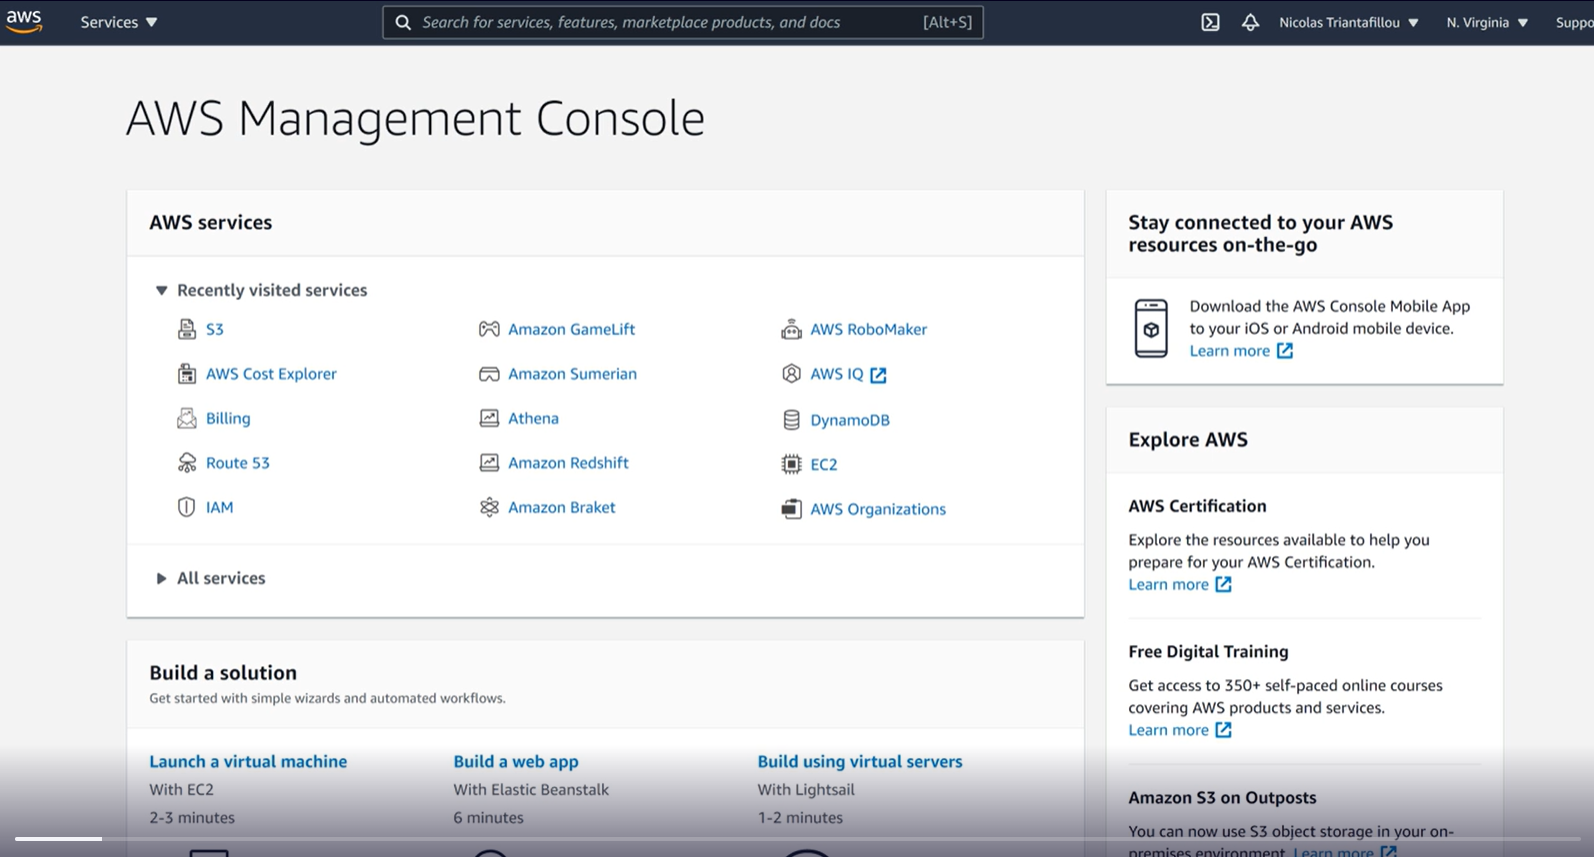 aws
Services
Search for services, features, marketplace products, and docs
[Alt+S]
Nicolas Triantafillou
N. Virginia
Suppo
AWS Management Console
AWS services
Recently visited services
S3
Amazon GameLift
AWS RoboMaker
AWS Cost Explorer
Amazon Sumerian
AWS IQ
Billing
Athena
DynamoDB
Route 53
Amazon Redshift
EC2
IAM
Amazon Braket
AWS Organizations
All services
Build a solution
Get started with simple wizards and automated workflows.
Launch a virtual machine
With EC2
2-3 minutes
Build a web app
With Elastic Beanstalk
6 minutes
Build using virtual servers
With Lightsail
1-2 minutes
Stay connected to your AWS
resources on-the-go
Download the AWS Console Mobile App
to your iOS or Android mobile device.
Learn more
Explore AWS
AWS Certification
Explore the resources available to help you
prepare for your AWS Certification.
Learn more
Free Digital Training
Get access to 350+ self-paced online courses
covering AWS products and services.
Learn more
Amazon S3 on Outposts
You can now use S3 object storage in your on-
premises environment. Learn more